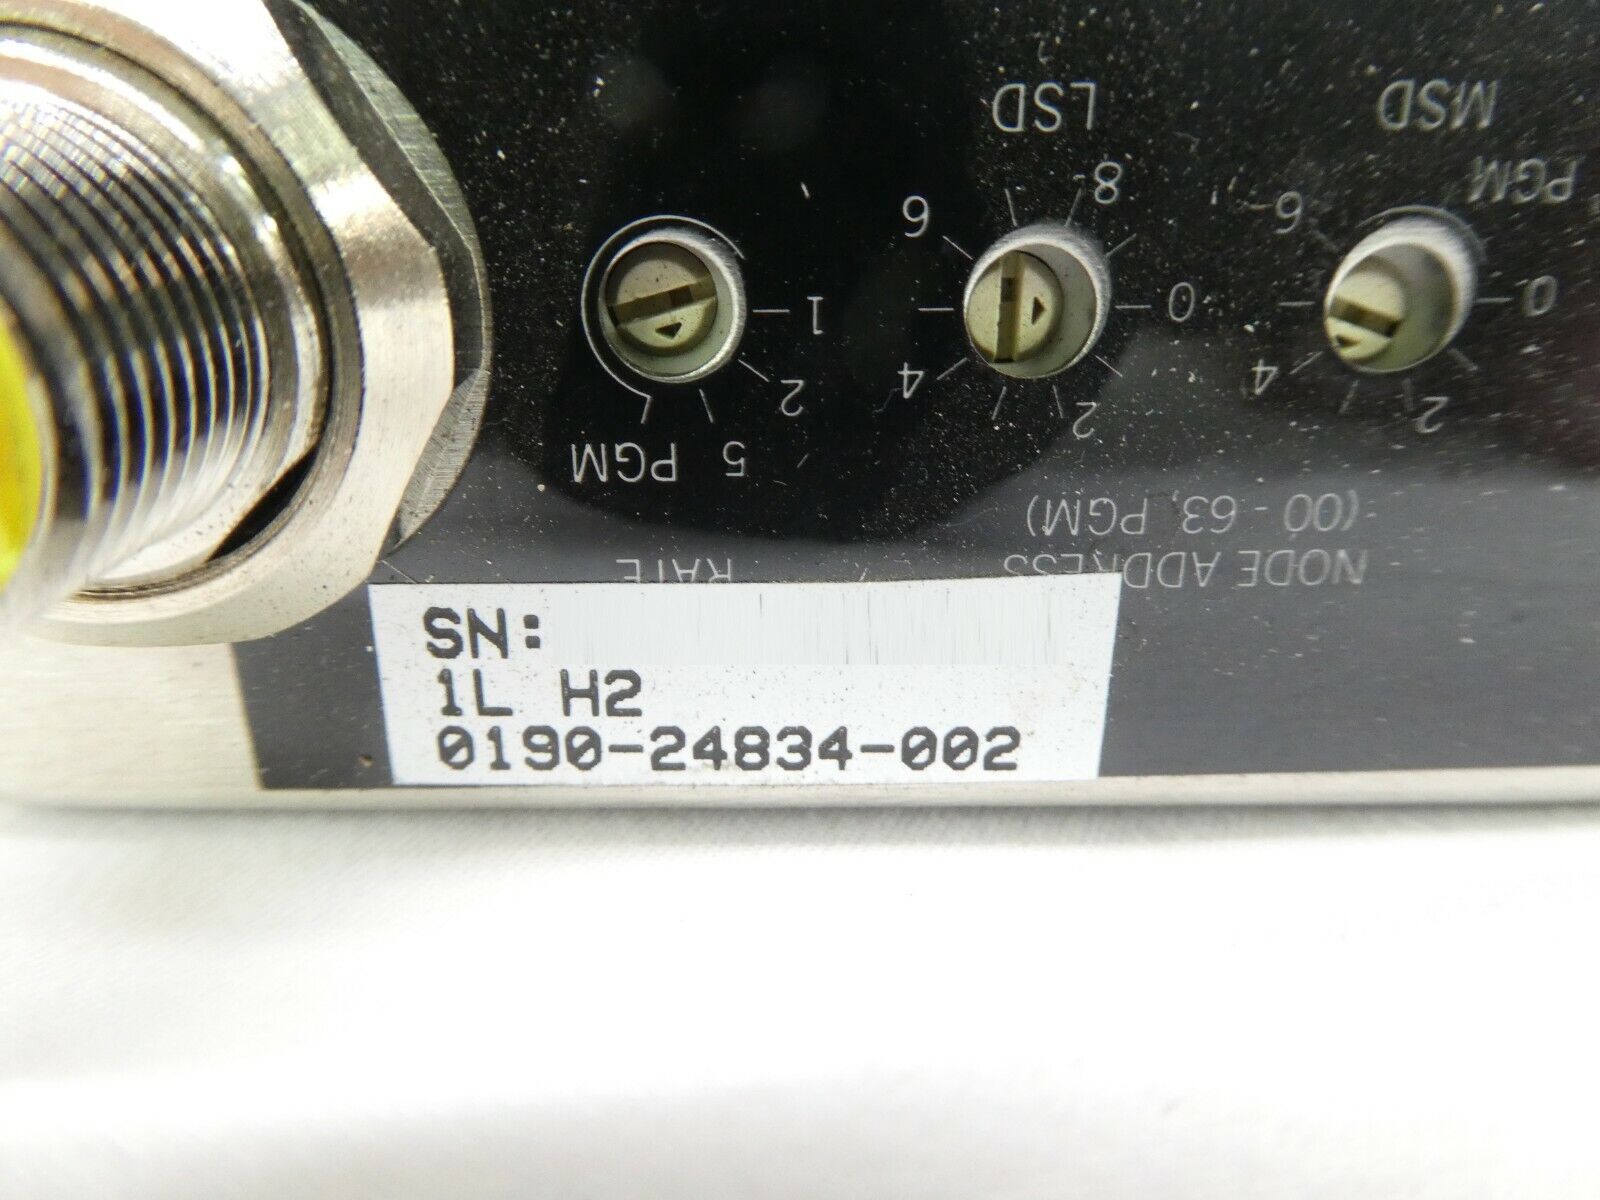 LSD
MSD
6
8
6
PGM
1
0
0
2
4
2
4
2
5 PGM
(00 - 63, PGM)
RATE
NODE ADDRESS
SN:
1L H2
0190-24834-002